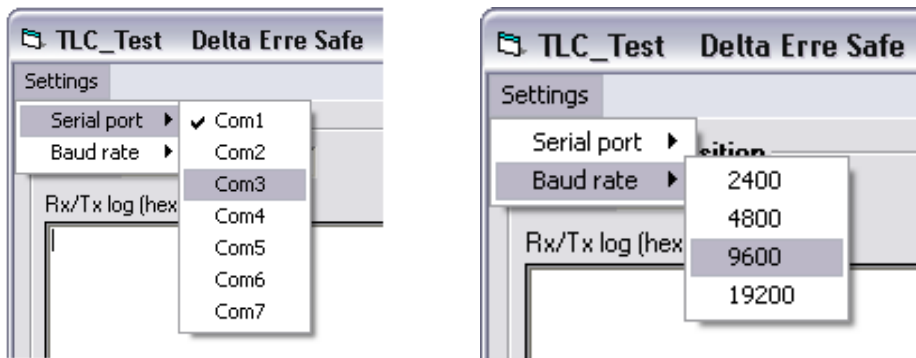 TLC_Test Delta Erre Safe
Settings
Serial port
Baud rate
Com1
Com2
Com3
Com4
Com5
Com6
Com7
Rx/Tx log (hex
TLC_Test Delta Erre Safe
Settings
Serial port
Baud rate
sition
2400
4800
9600
19200
Rx/Tx log (hex